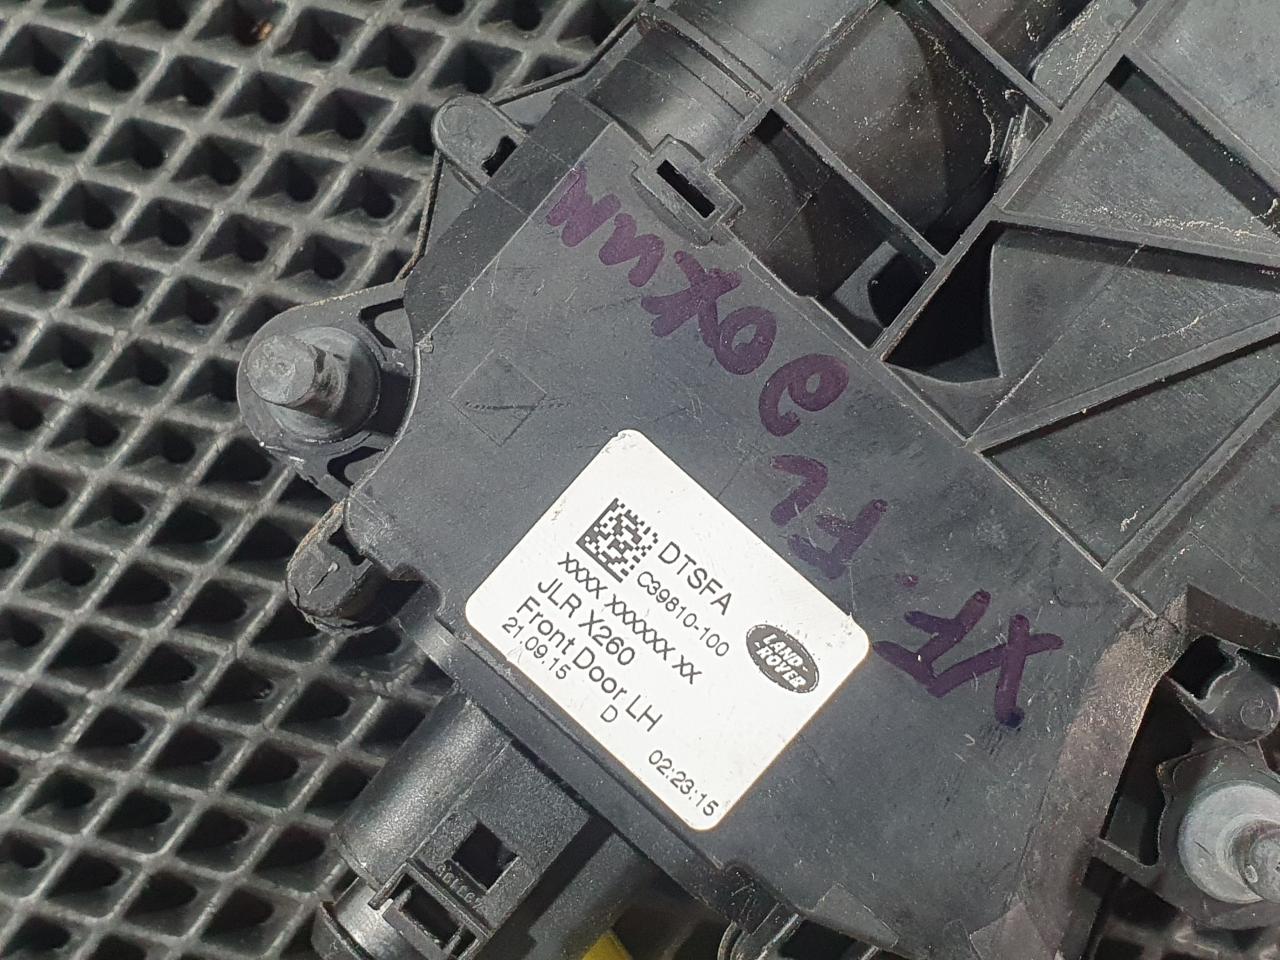 DTSFA
C39810-100
XXXX XXXXXX XX
JLR X260
Front Door LH
21.09.15 D 02:23:15
LAND-
ROVER
XF. FL